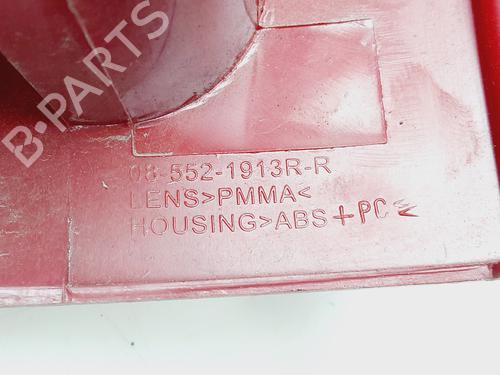 B-PARTS
08-552-1913R-R
LENS>PMMA<
HOUSING>ABS+PC<